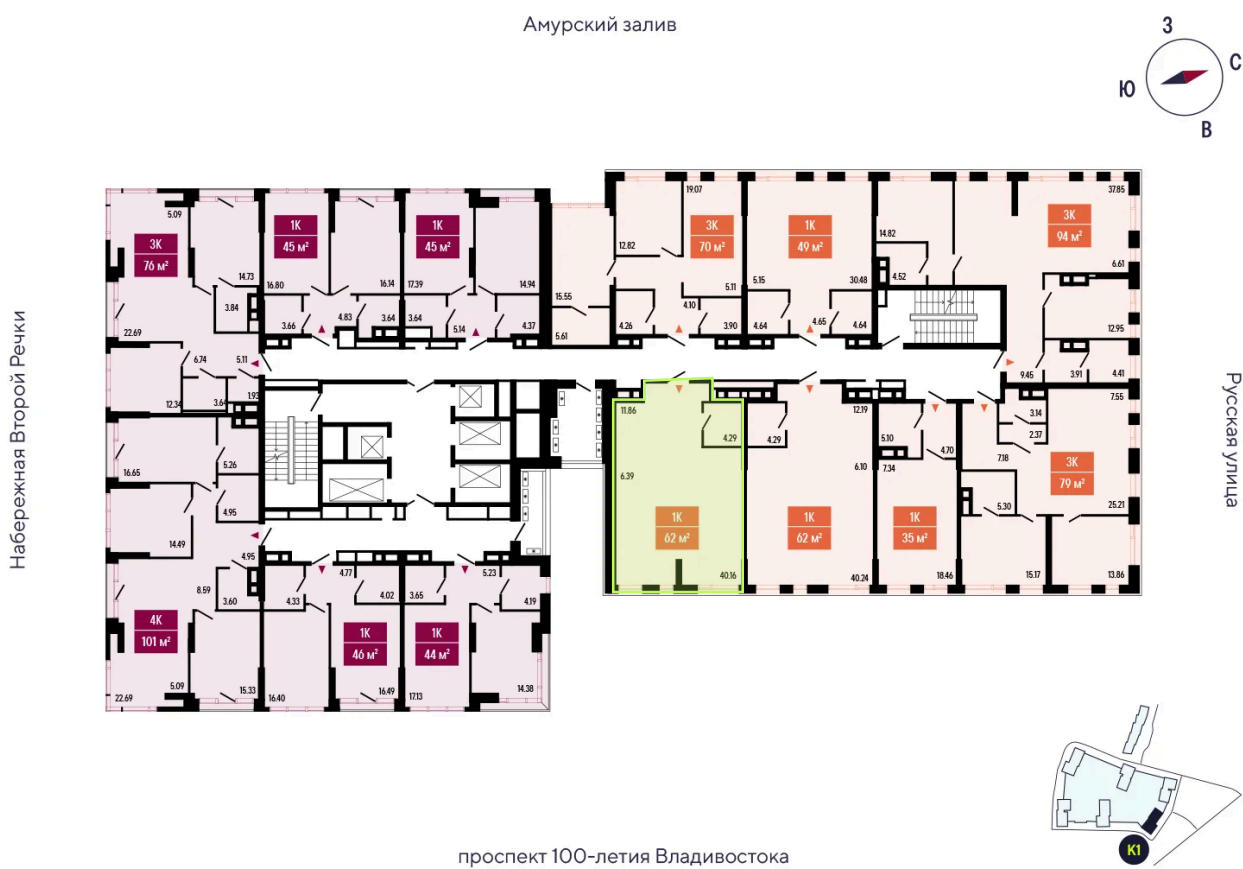 Амурский залив
З
С
Ю
В
Набережная Второй Речки
Русская улица
5.09
3К
76 м²
14.73
3.84
22.69
6.74
5.11
1.93
3.64
12.34
1К
45 м²
16.80
16.14
3.66
4.83
3.64
1К
45 м²
17.39
14.94
3.64
5.14
4.37
15.55
5.61
19.07
3К
70 м²
12.82
5.11
4.10
4.26
3.90
1К
49 м²
5.15
30.48
4.64
4.65
4.64
37.85
3К
94 м²
14.82
4.52
6.61
12.95
9.45
3.91
4.41
16.65
5.26
4.95
14.49
4.95
8.59
3.60
4К
101 м²
22.69
5.09
15.33
4.77
4.33
4.02
1К
46 м²
16.40
16.49
5.23
3.65
4.19
1К
44 м²
17.13
14.38
11.86
4.29
6.39
1К
62 м²
40.16
12.19
4.29
6.10
1К
62 м²
40.24
5.10
4.70
7.34
1К
35 м²
18.46
7.55
3.14
2.37
7.18
3К
79 м²
5.30
25.21
15.17
13.86
К1
проспект 100-летия Владивостока